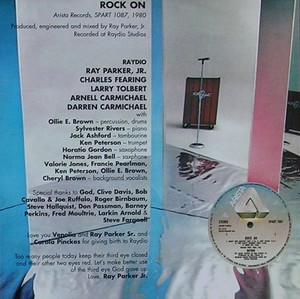 ROCK ON
Arista Records, SPART 1087, 1980
Produced, engineered and mixed by Ray Parker, Jr.
Recorded at Raydio Studios
RAYDIO
RAY PARKER, JR.
CHARLES FEARING
LARRY TOLBERT
ARNELL CARMICHAEL
DARREN CARMICHAEL
with
Ollie E. Brown – percussion, drums
Sylvester Rivers – piano
Jack Ashford – tambourine
Ken Peterson – trumpet
Horatio Gordon – saxophone
Norma Jean Bell – saxophone
Valorie Jones, Francis Pearlman,
Ken Peterson, Ollie E. Brown,
Cheryl Brown – background vocalists
Special thanks to God, Clive Davis, Bob
Cavallo & Joe Ruffalo, Roger Birnbaum,
Steve Hallquist, Don Passman, Barney
Perkins, Fred Moultrie, Larkin Arnold &
Steve Fargnoli
Love you Venolia and Ray Parker Sr. and
Carolo Pinckes for giving birth to Raydio
Too many people today keep their third eye closed
and their other two eyes red. Let's make better use
of the third eye God gave up
Love, Ray Parker Jr.
ARISTA
ROCK ON